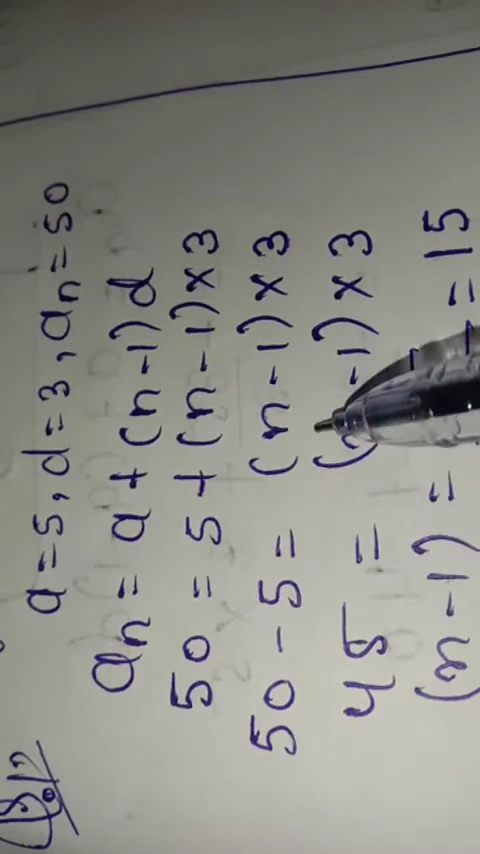 a=5, d=3, an=50
an = a+(n-1)d
50 = 5+(n-1)×3
50-5= (n-1)×3
45 = (n-1)×3
(n-1) = = 15